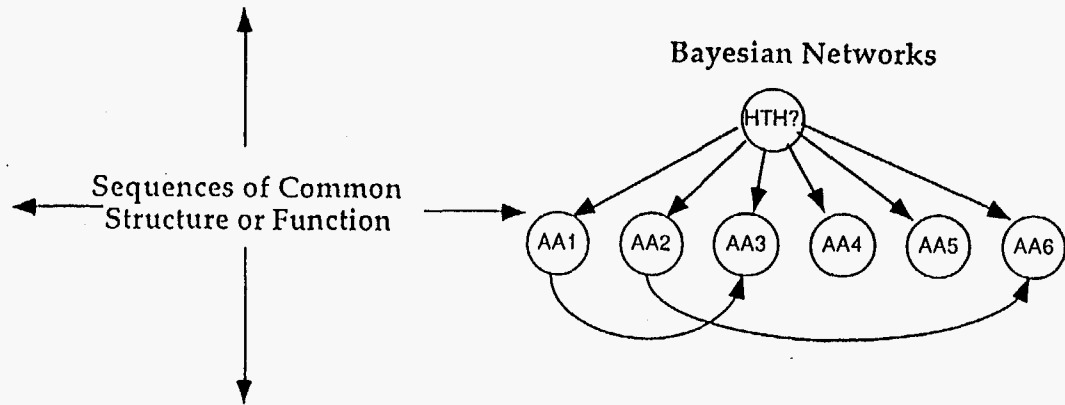 Bayesian Networks
HTH?
Sequences of Common
Structure or Function
AA1
AA2
AA3
AA4
AA5
AA6